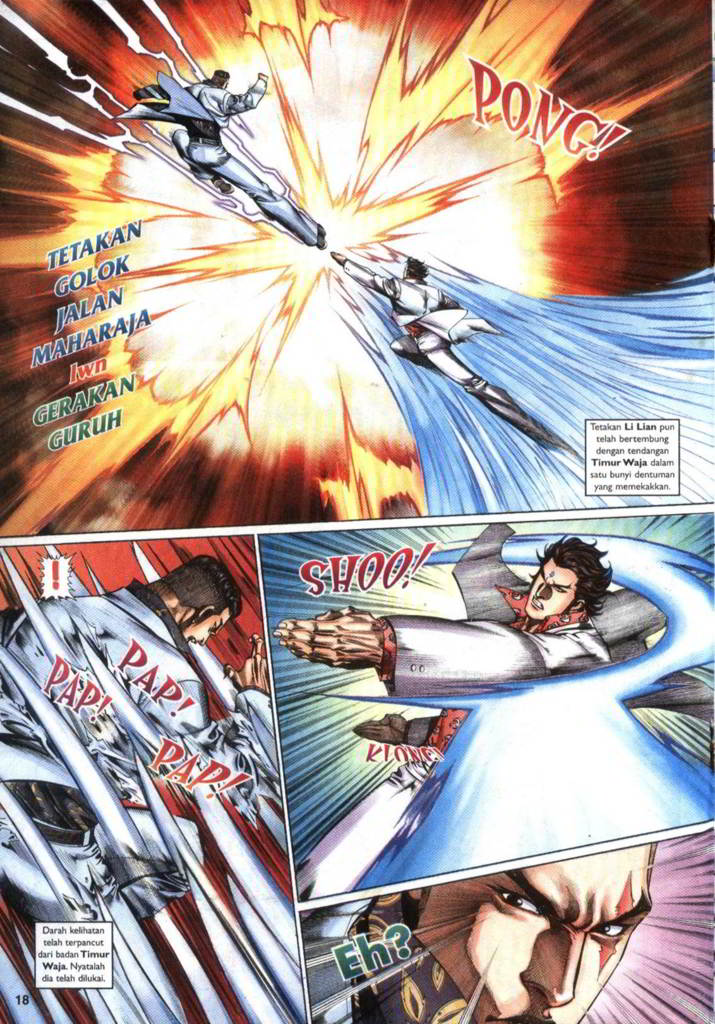 PONG!
TETAKAN
GOLOK
JALAN
MAHARAJA
lwn
GERAKAN
GURUH
Tetakan Li Lian pun
telah bertembung
dengan tendangan
Timur Waja dalam
satu bunyi dentuman
yang memekakkan.
!
PAP!
PAP!
PAP!
Darah kelihatan
telah terpancut
dari badan Timur
Waja. Nyatalah
dia telah dilukai.
SHOO!
KLONG!
Eh?
18